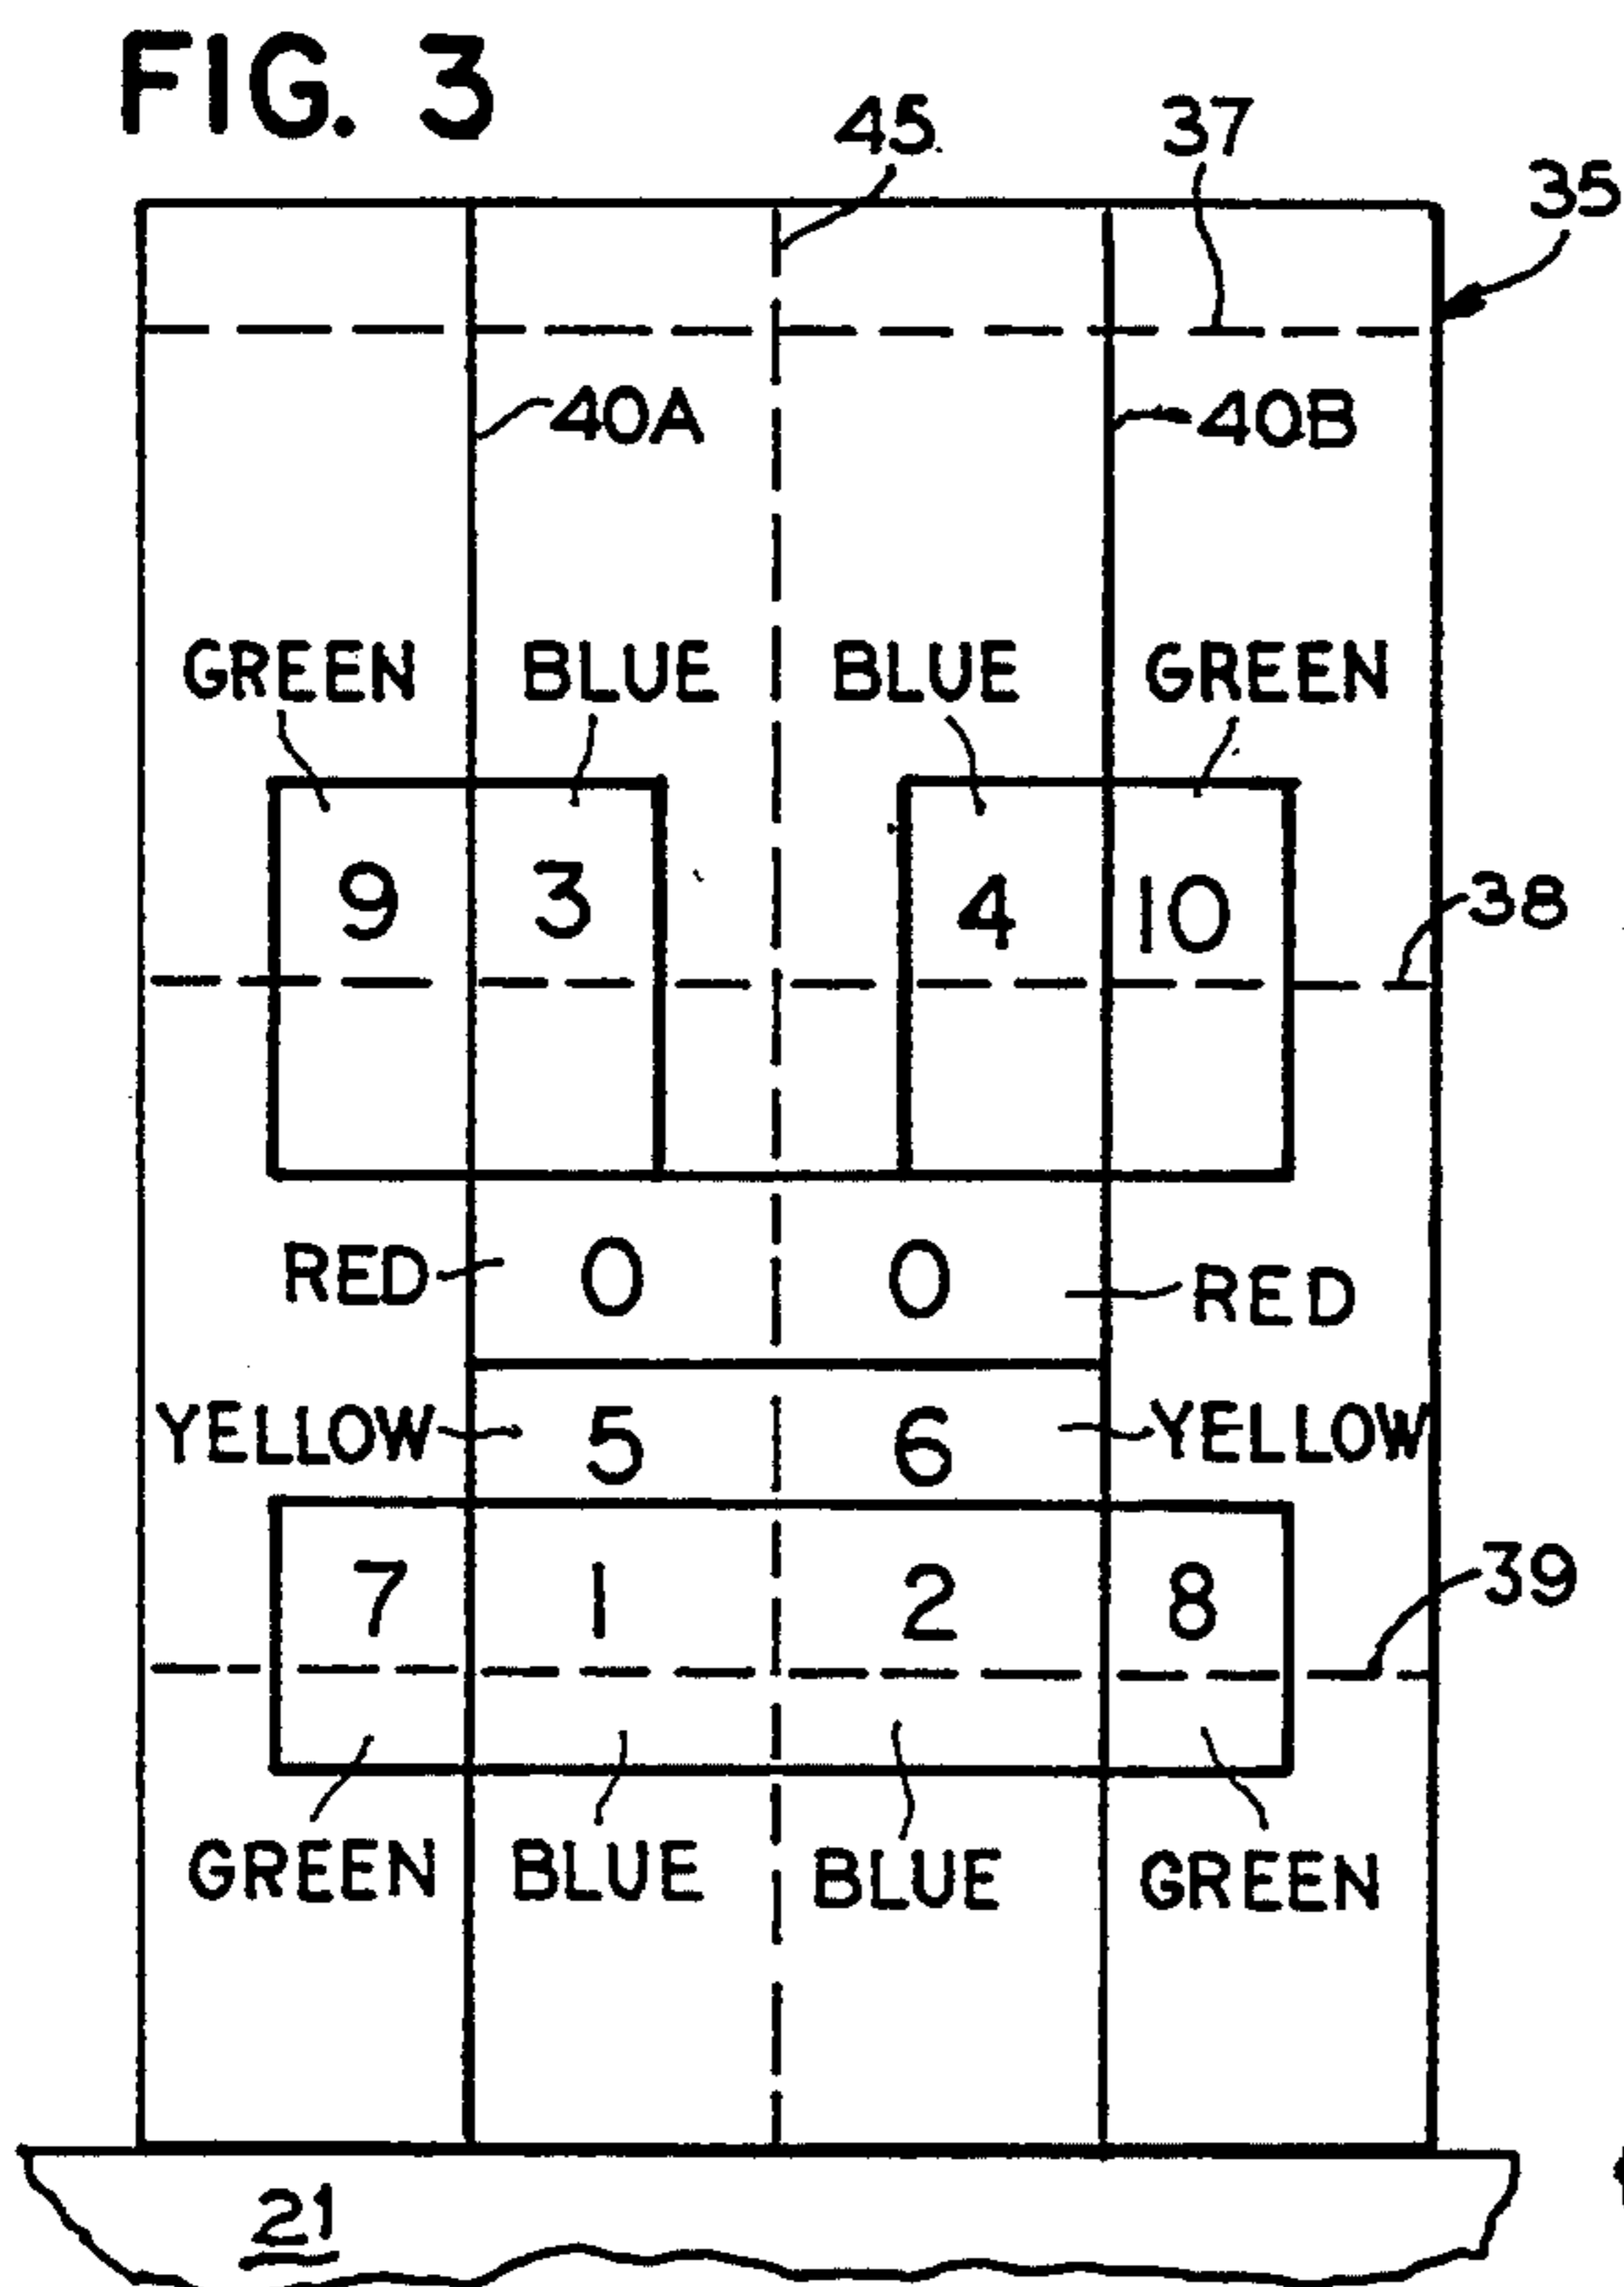 FIG. 3
45
37
35
40A 40B
GREEN BLUE BLUE GREEN
9 3 4 10
38
RED 0 0 RED
YELLOW 5 6 YELLOW
7 1 2 8
39
GREEN BLUE BLUE GREEN
21